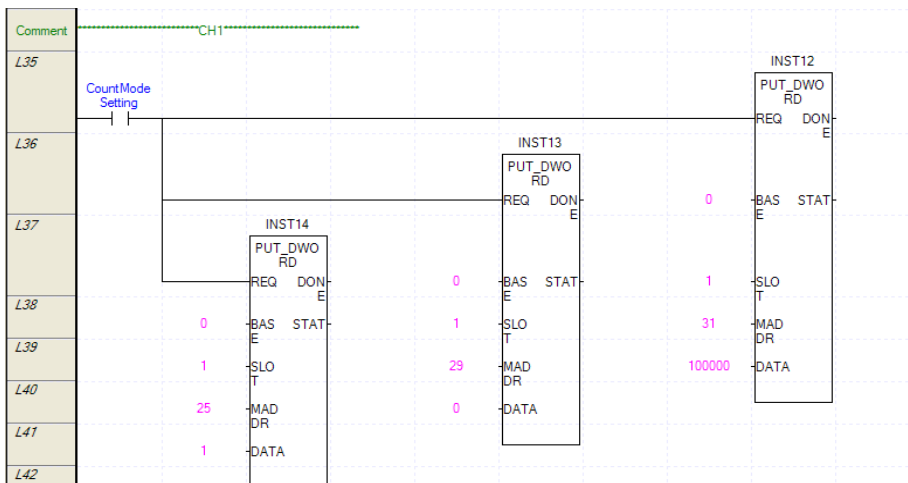 Comment
****************************CH1********************************
L35
INST12
CountMode
Setting
PUT_DWO
RD
REQ DON
E
L36
INST13
PUT_DWO
RD
REQ DON
E
0
BAS STAT
E
L37
INST14
PUT_DWO
RD
REQ DON
E
0
BAS STAT
E
1
SLO
T
L38
0
BAS STAT
E
1
SLO
T
31
MAD
DR
L39
1
SLO
T
29
MAD
DR
100000
DATA
L40
25
MAD
DR
0
DATA
L41
1
DATA
L42